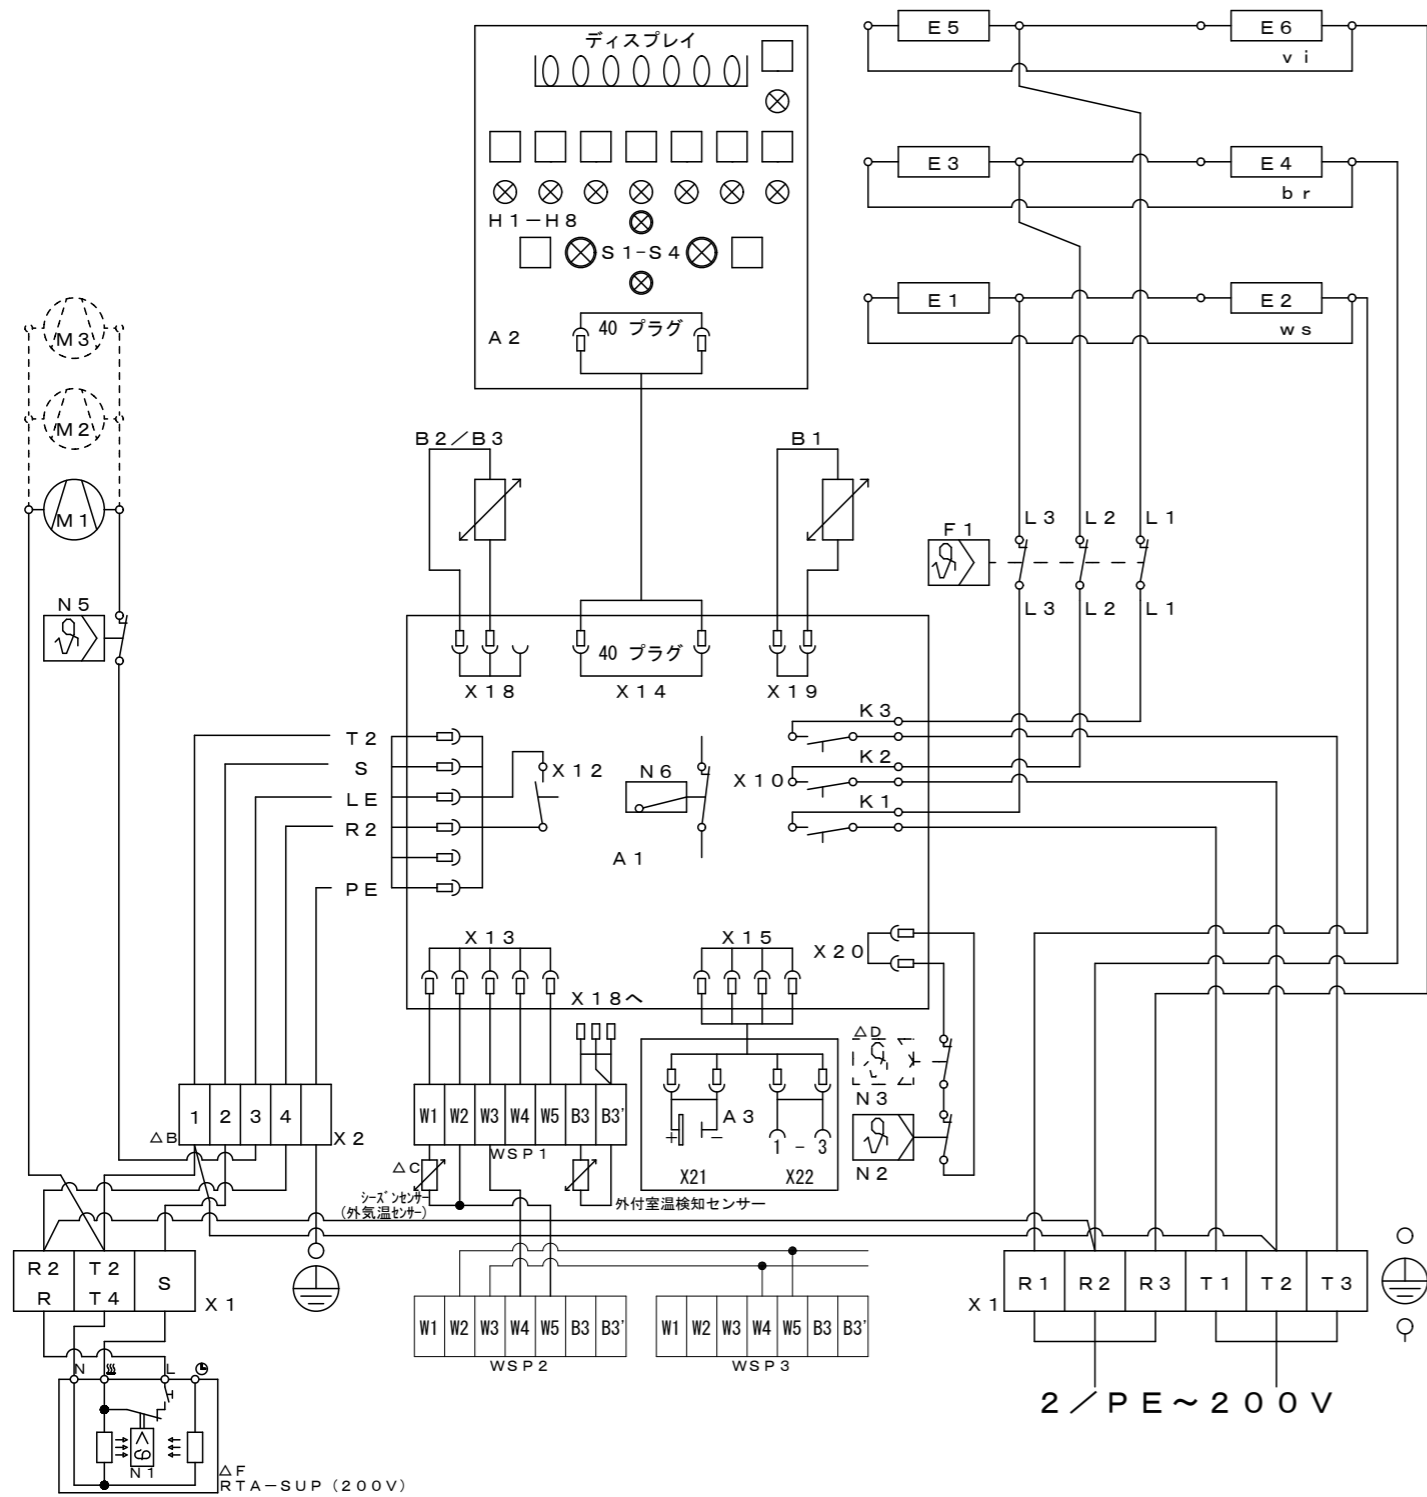 ディスプレイ
H1-H8
S1-S4
40 プラグ
A2
E5
E6
vi
E3
E4
br
E1
E2
ws
M3
M2
M1
N5
B2/B3
B1
F1
L3 L2 L1
L3 L2 L1
X18
40 プラグ
X14
X19
T2
S
LE
R2
PE
X12
N6
X10
K3
K2
K1
A1
X13
X15
X20
X18へ
1 2 3 4
△B
X2
W1 W2 W3 W4 W5 B3 B3'
WSP1
△C
シーズンセンサー
(外気温センサー)
外付室温検知センサー
+ -
A3
1 - 3
X21
X22
△D
N3
N2
R2 T2 S
R T4
X1
W1 W2 W3 W4 W5 B3 B3'
WSP2
W1 W2 W3 W4 W5 B3 B3'
WSP3
X1
R1 R2 R3 T1 T2 T3
2/PE~200V
N L
N1
△F
RTA-SUP (200V)